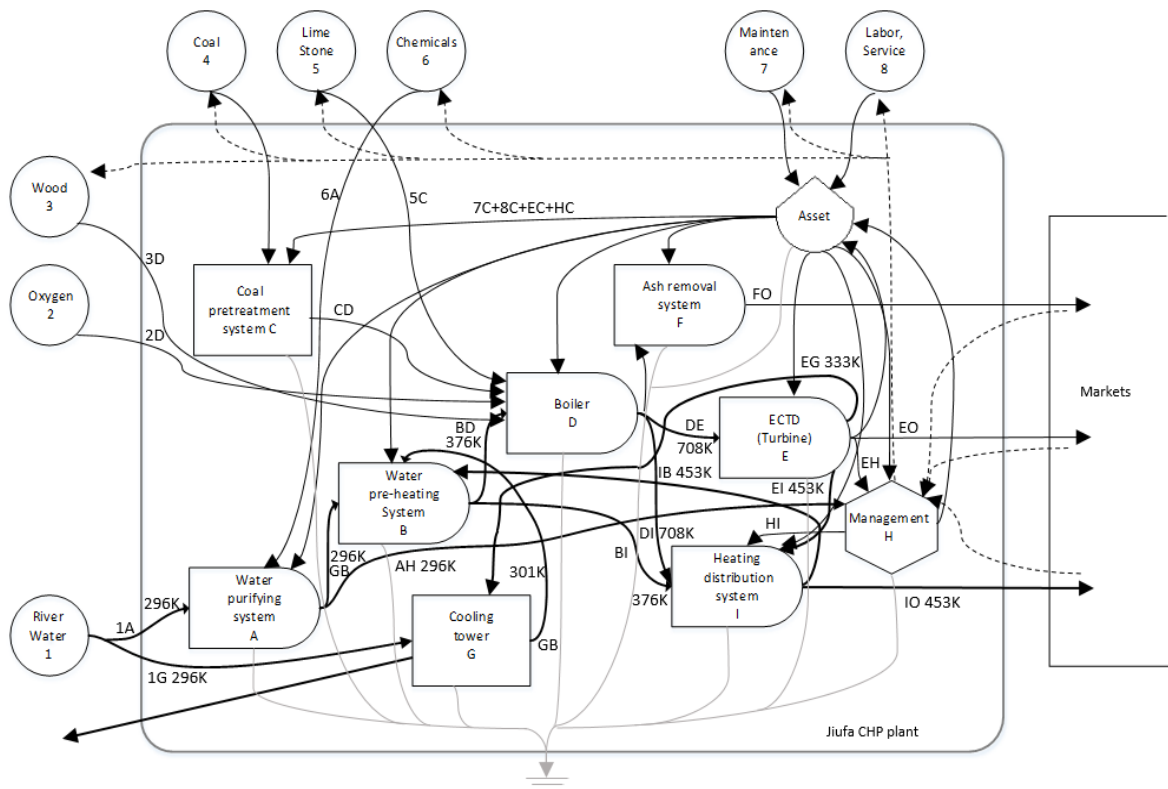 Coal
4
Lime
Stone
5
Chemicals
6
Mainten
ance
7
Labor,
Service
8
Wood
3
6A
5C
7C+8C+EC+HC
Asset
3D
Oxygen
2
Coal
pretreatment
system C
CD
Ash removal
system
F
FO
2D
EG 333K
Markets
Boiler
D
BD
376K
DE
708K
ECTD
(Turbine)
E
EO
IB 453K
EI 453K
EH
Water
pre-heating
System
B
DI 708K
HI
Management
H
296K
GB
AH 296K
BI
301K
376K
Heating
distribution
system
I
IO 453K
Water
purifying
system
A
296K
River
Water
1
1A
Cooling
tower
G
GB
1G 296K
Jiufa CHP plant